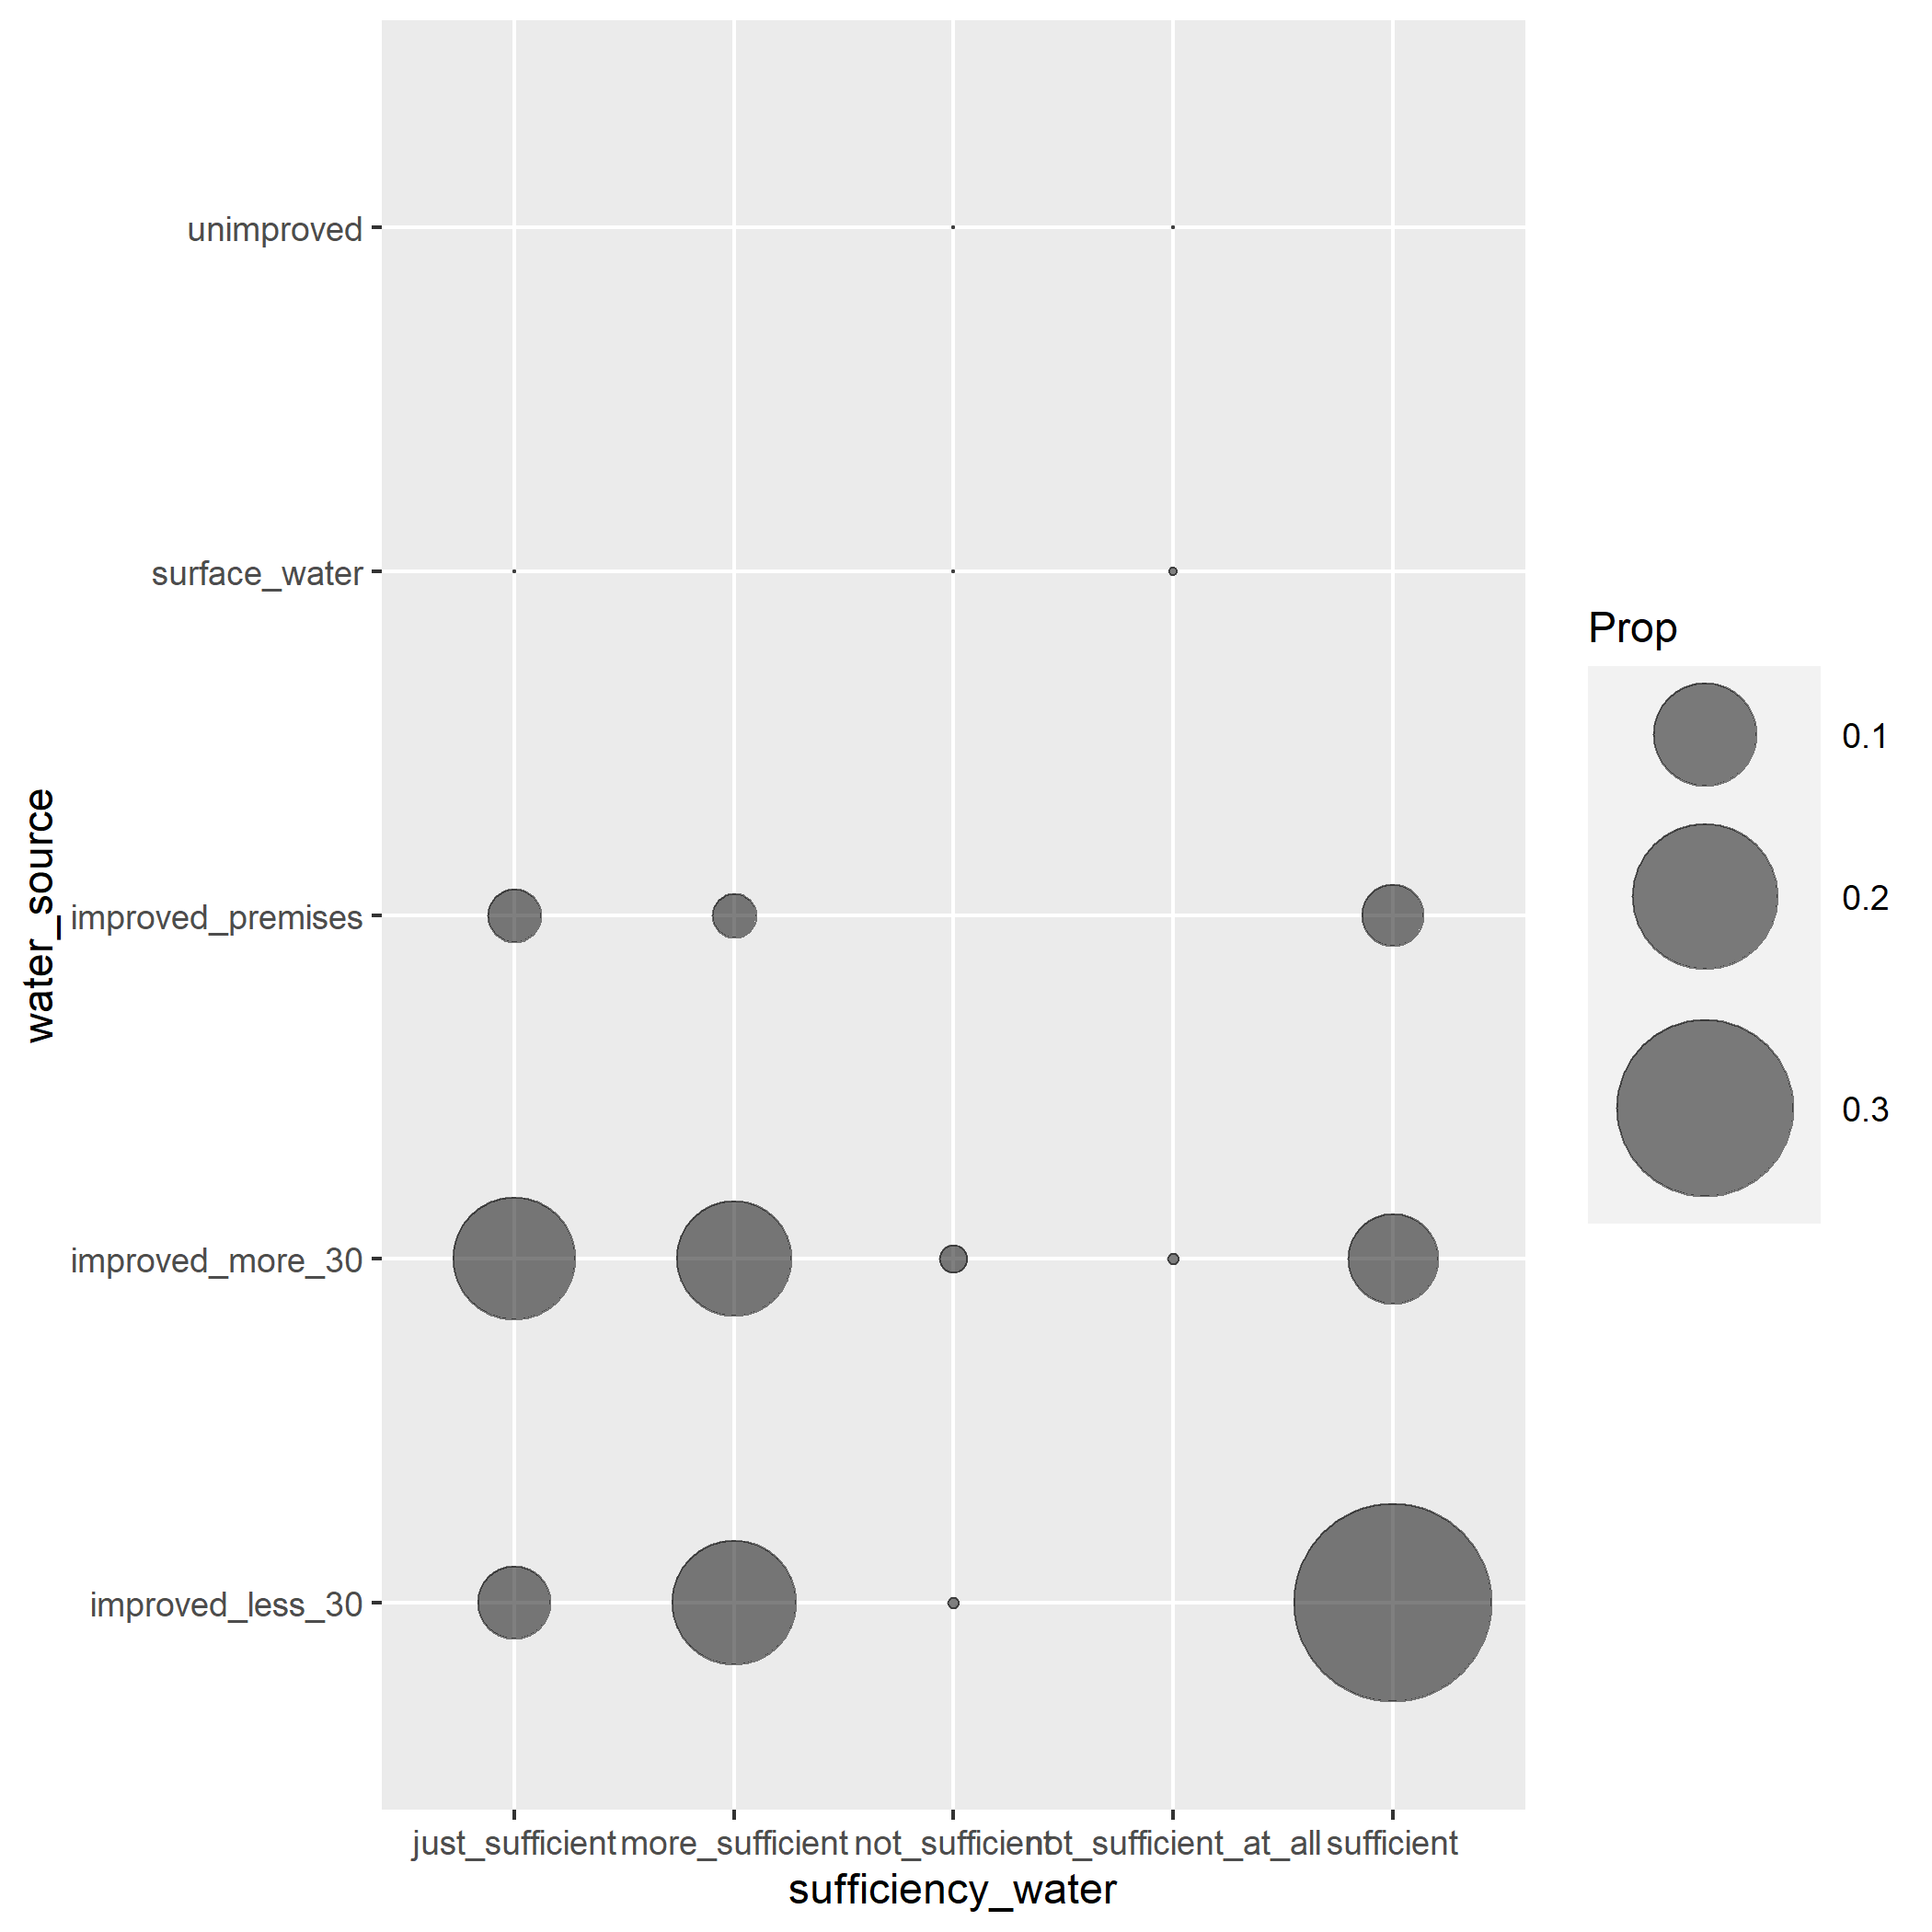 unimproved
surface_water
improved_premises
improved_more_30
improved_less_30
water_source
just_sufficient more_sufficient not_sufficient not_sufficient_at_all sufficient
sufficiency_water
Prop
0.1
0.2
0.3